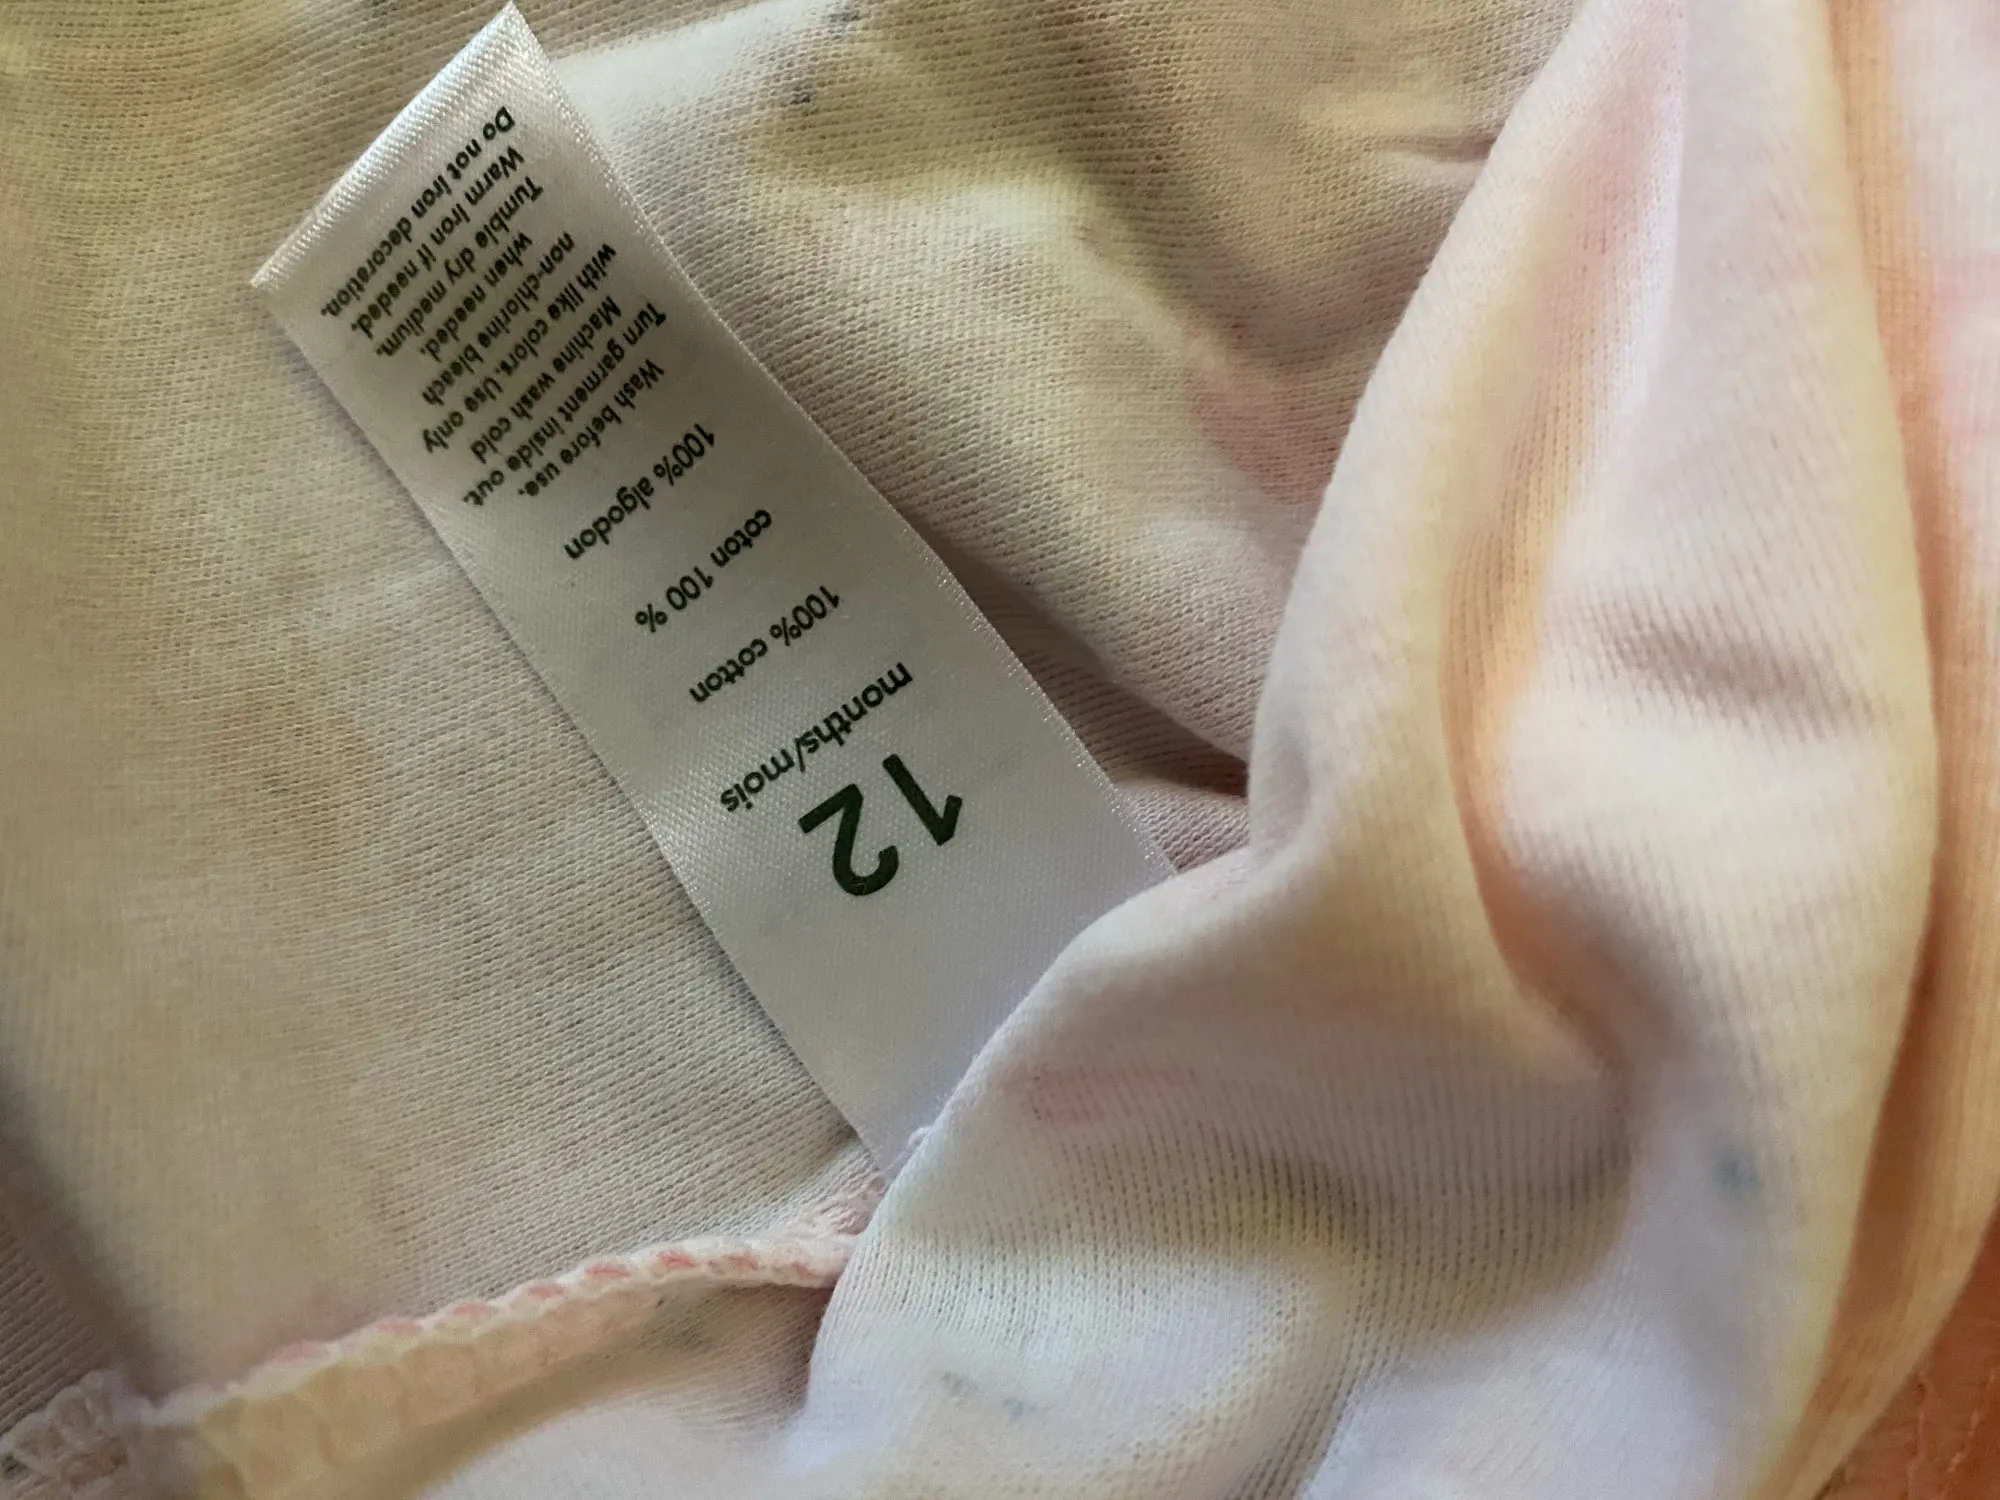 12
months/mois
100% cotton
coton 100 %
100% algodon
Wash before use.
Turn garment inside out.
Machine wash cold
with like colors. Use only
non-chlorine bleach
when needed.
Tumble dry medium.
Warm iron if needed.
Do not iron decoration.